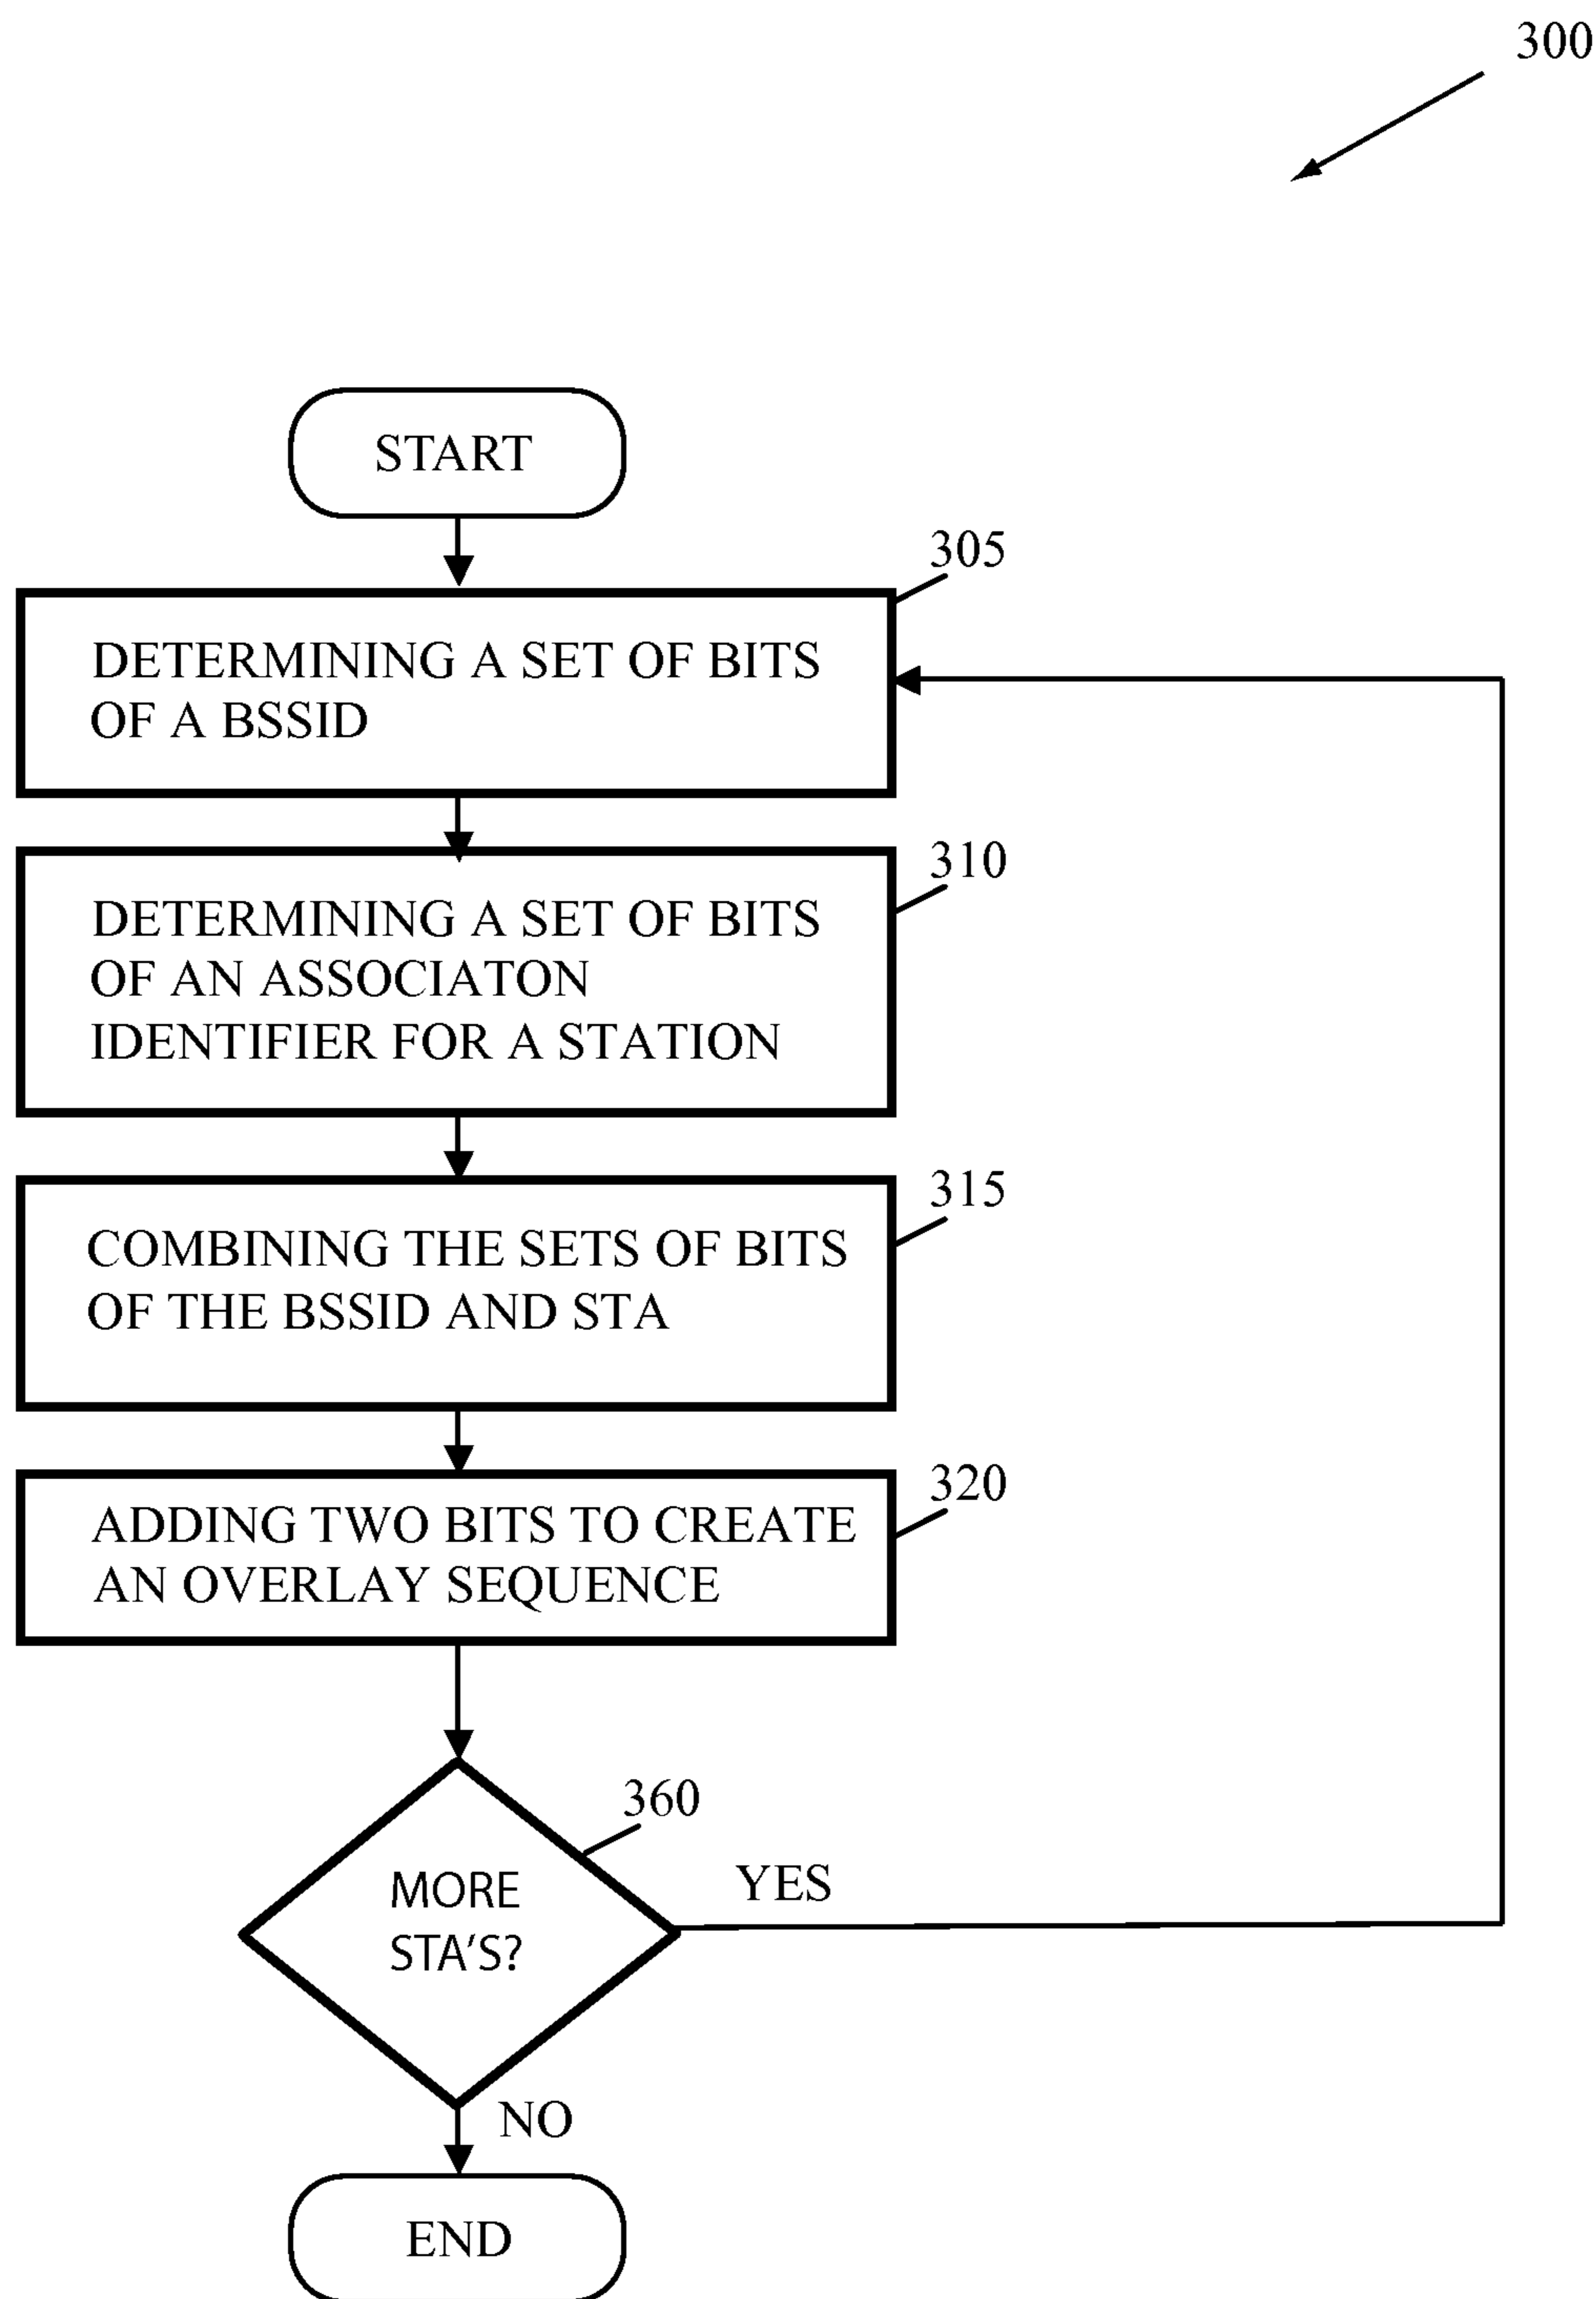 300
START
305
DETERMINING A SET OF BITS
OF A BSSID
310
DETERMINING A SET OF BITS
OF AN ASSOCIATON
IDENTIFIER FOR A STATION
315
COMBINING THE SETS OF BITS
OF THE BSSID AND STA
320
ADDING TWO BITS TO CREATE
AN OVERLAY SEQUENCE
360
MORE
STA'S?
YES
NO
END